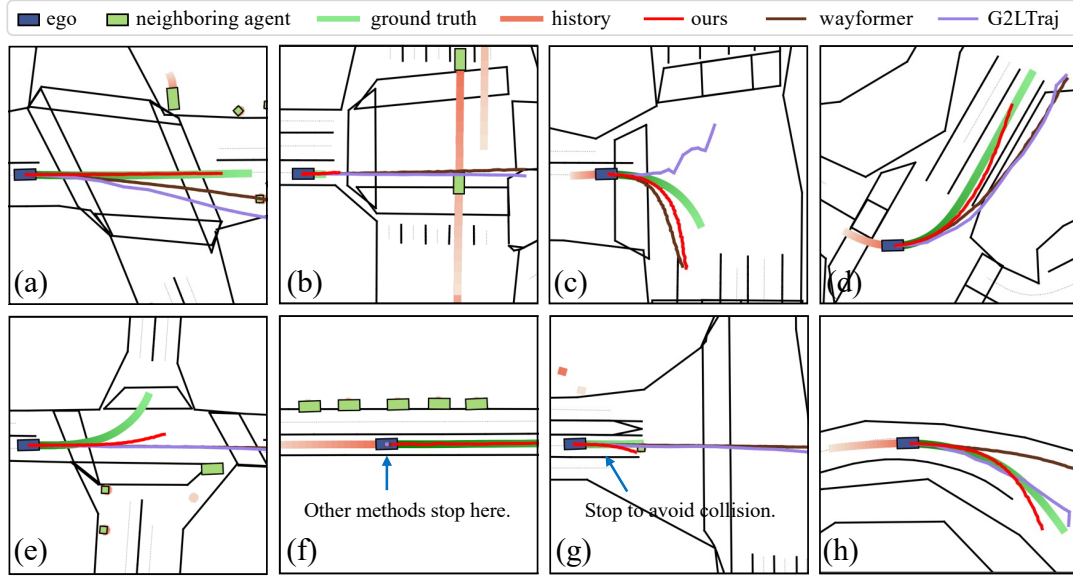 ego neighboring agent ground truth history ours wayformer G2LTraj
(a) (b) (c) (d)
Other methods stop here. Stop to avoid collision.
(e) (f) (g) (h)